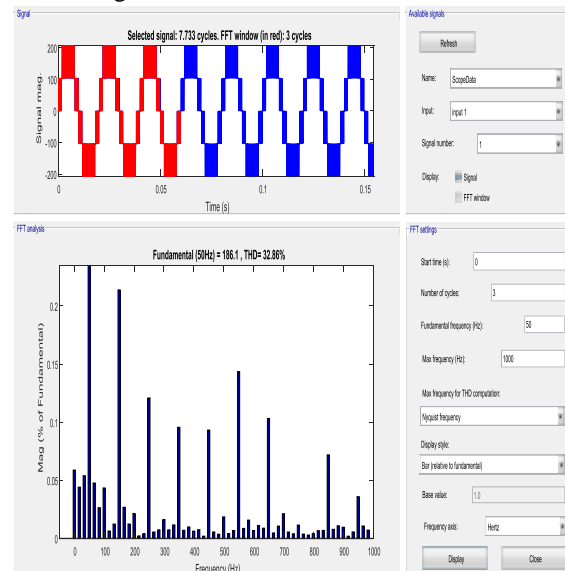 Signal
Selected signal: 7.733 cycles. FFT window (in red): 3 cycles
200
100
0
-100
-200
Signal mag.
0
0.05
0.1
0.15
Time (s)
Available signals
Refresh
Name:
ScopeData
Input:
input 1
Signal number:
1
Display:
Signal
FFT window
FFT analysis
Fundamental (50Hz) = 186.1 , THD= 32.86%
0.2
0.15
0.1
0.05
0
Mag (% of Fundamental)
0
100
200
300
400
500
600
700
800
900
1000
Frequency (Hz)
FFT settings
Start time (s):
0
Number of cycles:
3
Fundamental frequency (Hz):
50
Max frequency (Hz):
1000
Max frequency for THD computation:
Nyquist frequency
Display style:
Bar (relative to fundamental)
Base value:
1.0
Frequency axis:
Hertz
Display
Close